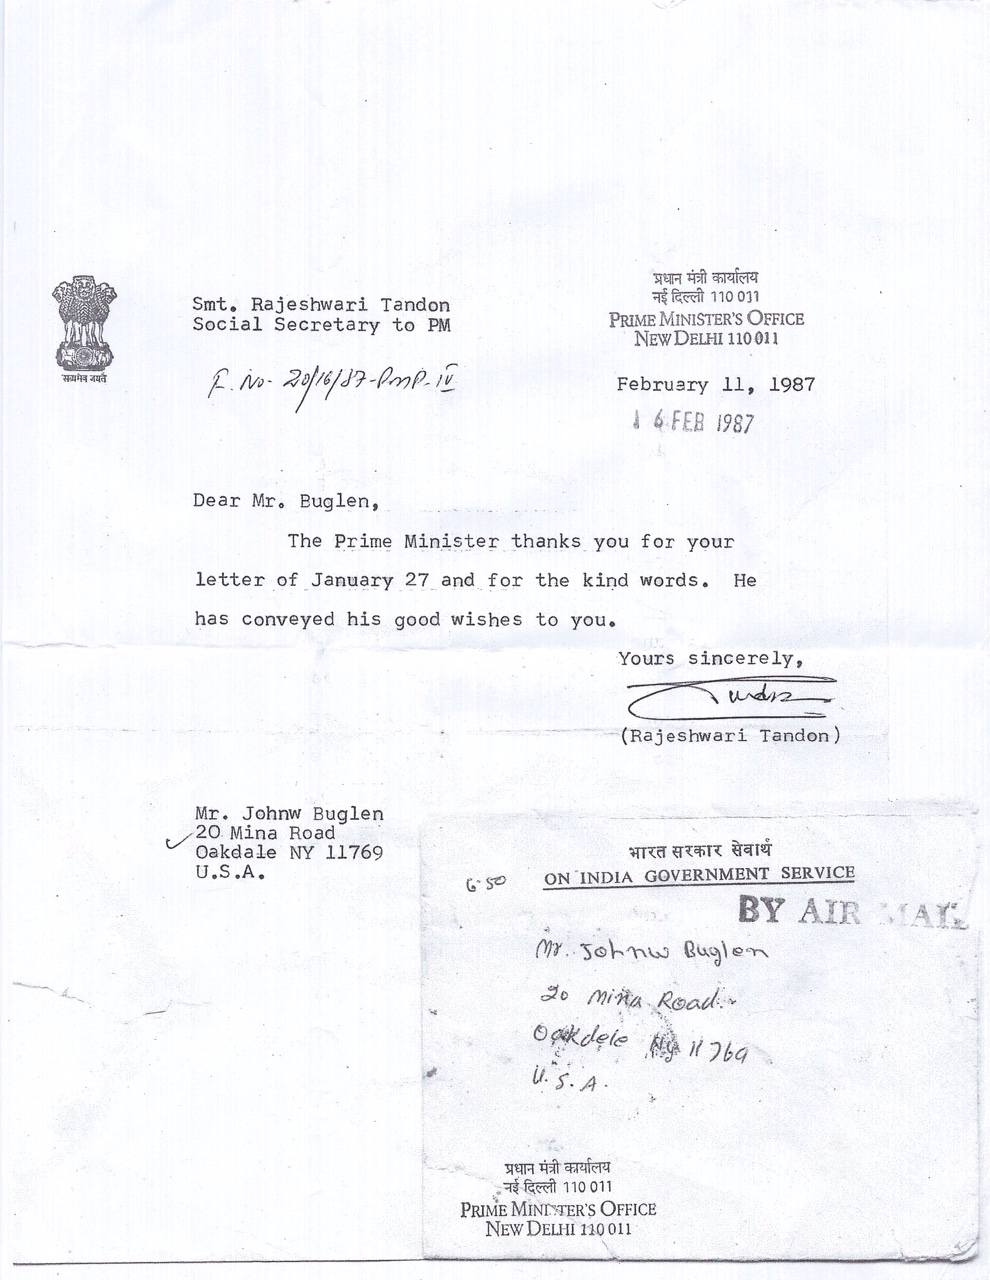 सत्यमेव जयते
Smt. Rajeshwari Tandon
Social Secretary to PM
F. No- 20/16/87-PMP-IV
प्रधान मंत्री कार्यालय
नई दिल्ली 110 011
PRIME MINISTER'S OFFICE
NEW DELHI 110 011
February 11, 1987
16 FEB 1987
Dear Mr. Buglen,
The Prime Minister thanks you for your
letter of January 27 and for the kind words. He
has conveyed his good wishes to you.
Yours sincerely,
(Rajeshwari Tandon)
Mr. Johnw Buglen
20 Mina Road
Oakdale NY 11769
U.S.A.
भारत सरकार सेवार्थ
ON INDIA GOVERNMENT SERVICE
6-50
BY AIR MAIL
Mr. Johnw Buglen
20 Mina Road.
Oakdele Ny 11769
U.S.A.
प्रधान मंत्री कार्यालय
नई दिल्ली 110 011
PRIME MINISTER'S OFFICE
NEW DELHI 110 011